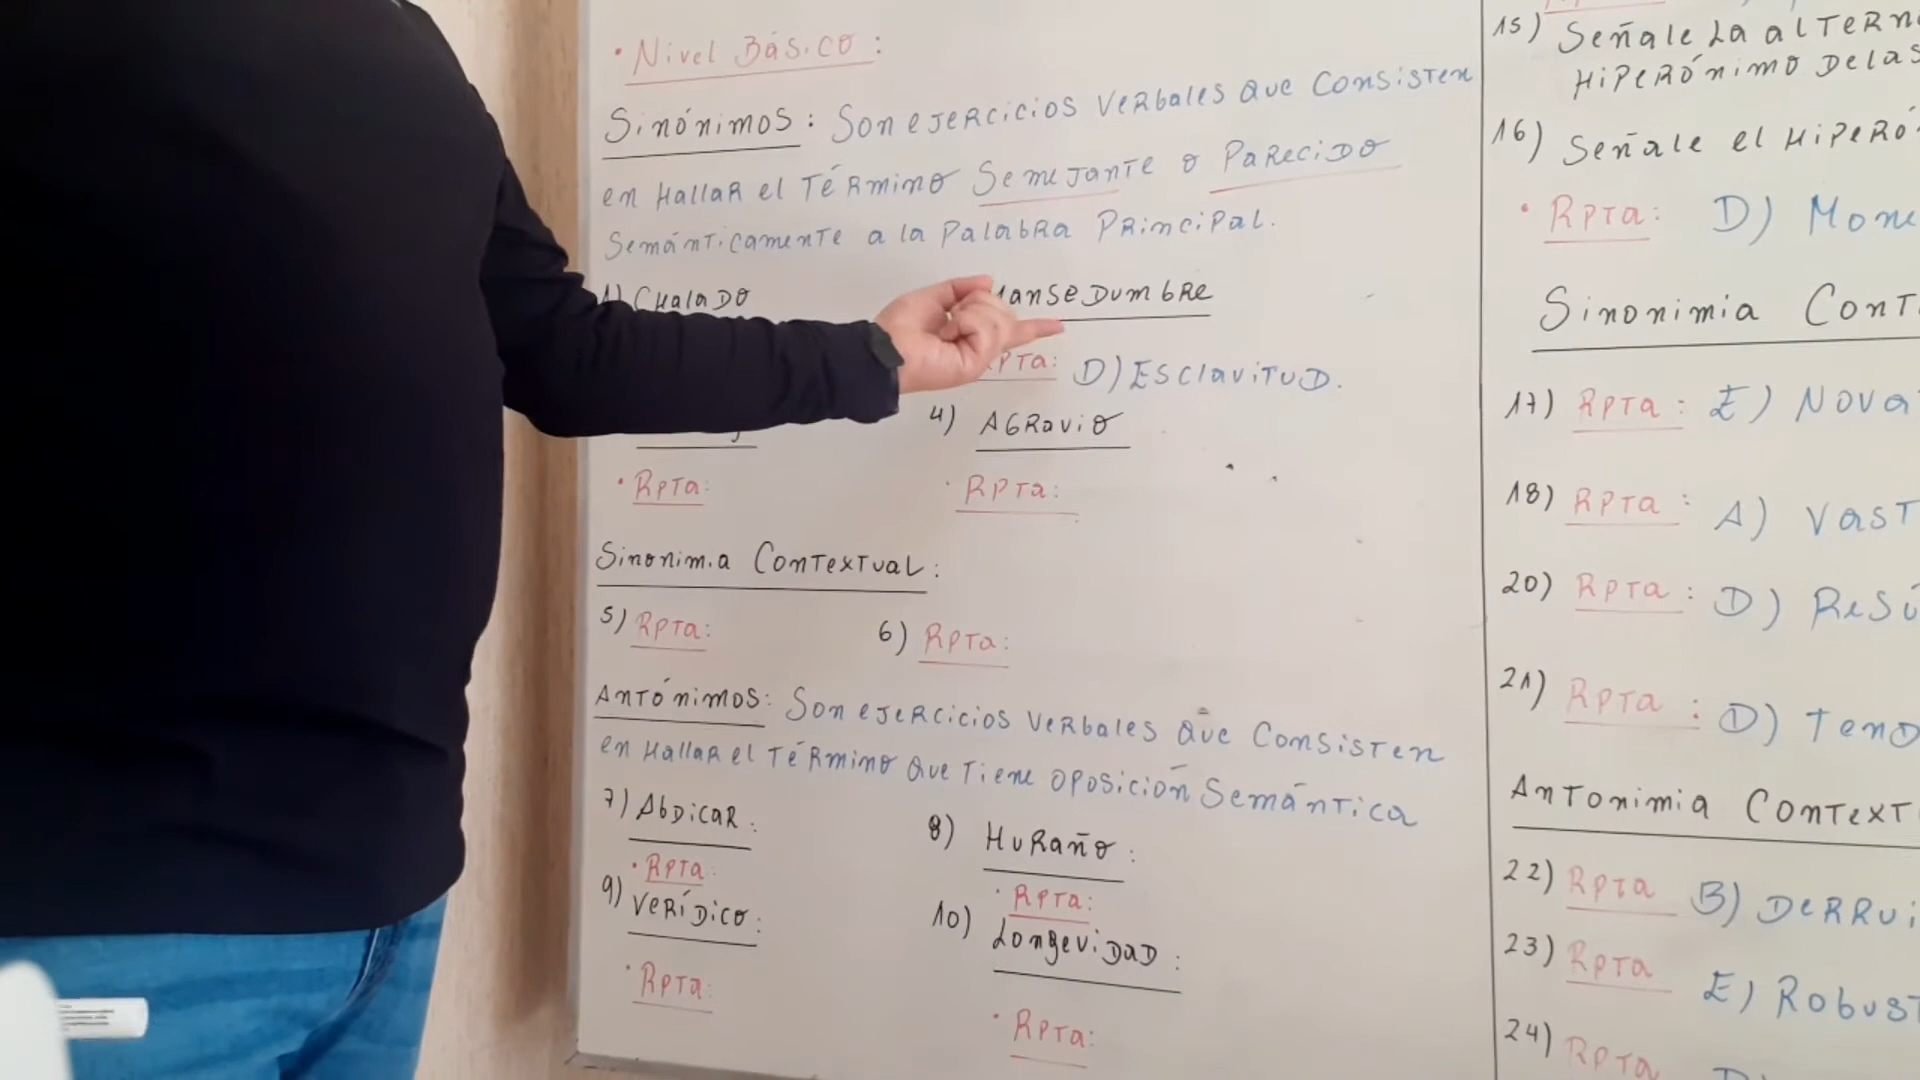 • Nivel Básico:
Sinónimos: Son ejercicios verbales que consisten
en hallar el término semejante o parecido
semánticamente a la palabra principal.
1) Chalado
Mansedumbre
Rpta: D) Esclavitud.
4) Agravio
• Rpta:
• Rpta:
Sinonimia Contextual:
5) Rpta:
6) Rpta:
Antónimos: Son ejercicios verbales que consisten
en hallar el término que tiene oposición semántica
7) Abdicar:
• Rpta:
8) Huraño:
• Rpta:
9) Verídico:
• Rpta:
10) Longevidad:
• Rpta:
15) Señale la altern
hiperónimo de las
16) Señale el hiperó
• Rpta: D) Mone
Sinonimia Cont
17) Rpta: E) Nova
18) Rpta: A) Vast
20) Rpta: D) Resú
21) Rpta: D) Tend
Antonimia Context
22) Rpta B) Derrui
23) Rpta E) Robust
24) Rpta